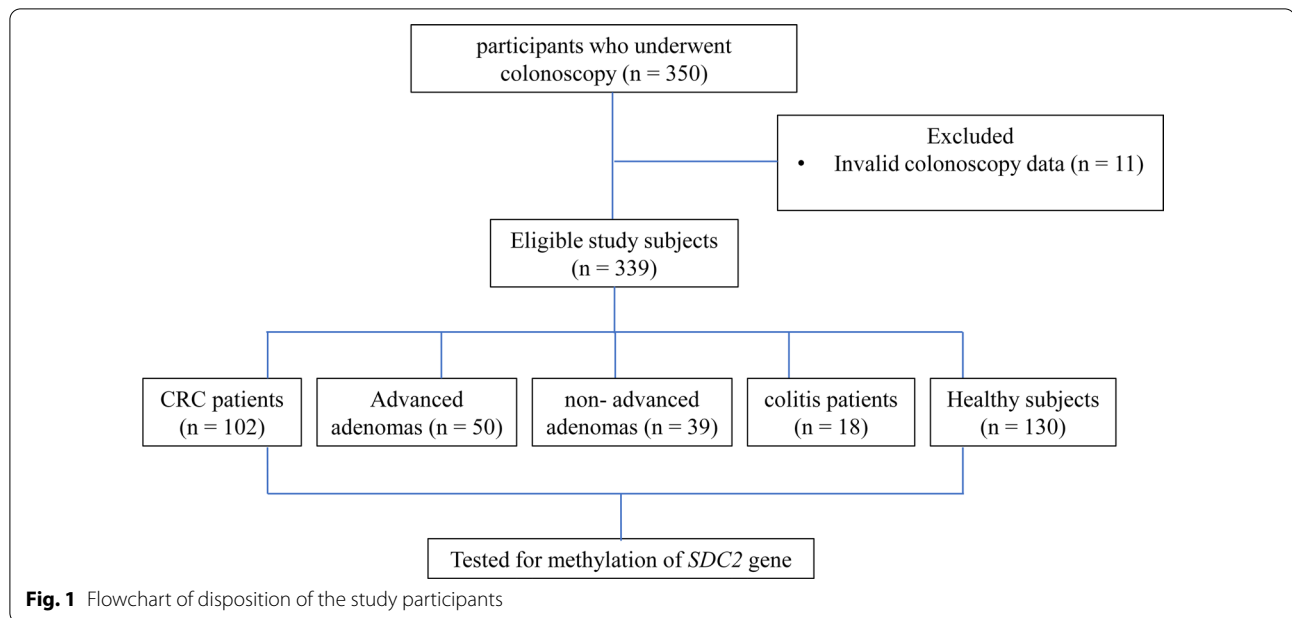 participants who underwent
colonoscopy (n = 350)
Excluded
• Invalid colonoscopy data (n = 11)
Eligible study subjects
(n = 339)
CRC patients
(n = 102)
Advanced
adenomas (n = 50)
non- advanced
adenomas (n = 39)
colitis patients
(n = 18)
Healthy subjects
(n = 130)
Tested for methylation of SDC2 gene
Fig. 1 Flowchart of disposition of the study participants